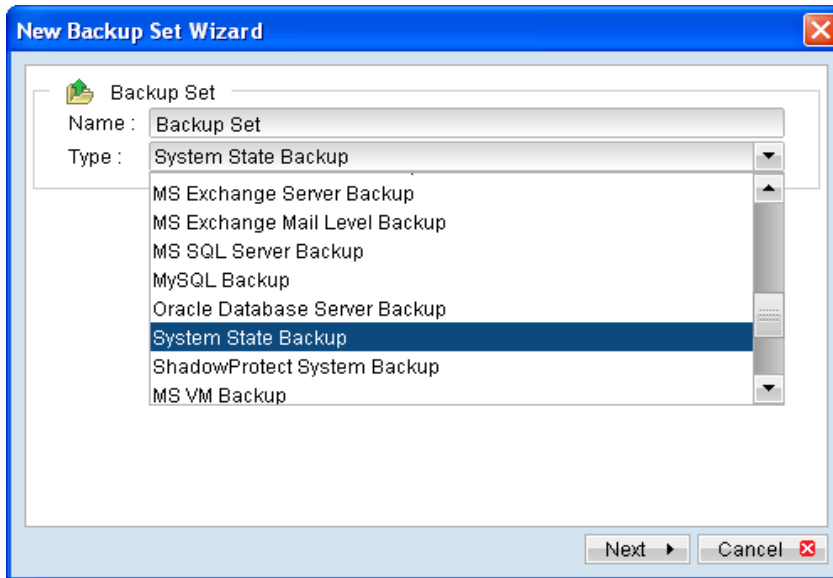 New Backup Set Wizard
Backup Set
Name : Backup Set
Type : System State Backup
MS Exchange Server Backup
MS Exchange Mail Level Backup
MS SQL Server Backup
MySQL Backup
Oracle Database Server Backup
System State Backup
ShadowProtect System Backup
MS VM Backup
Next Cancel